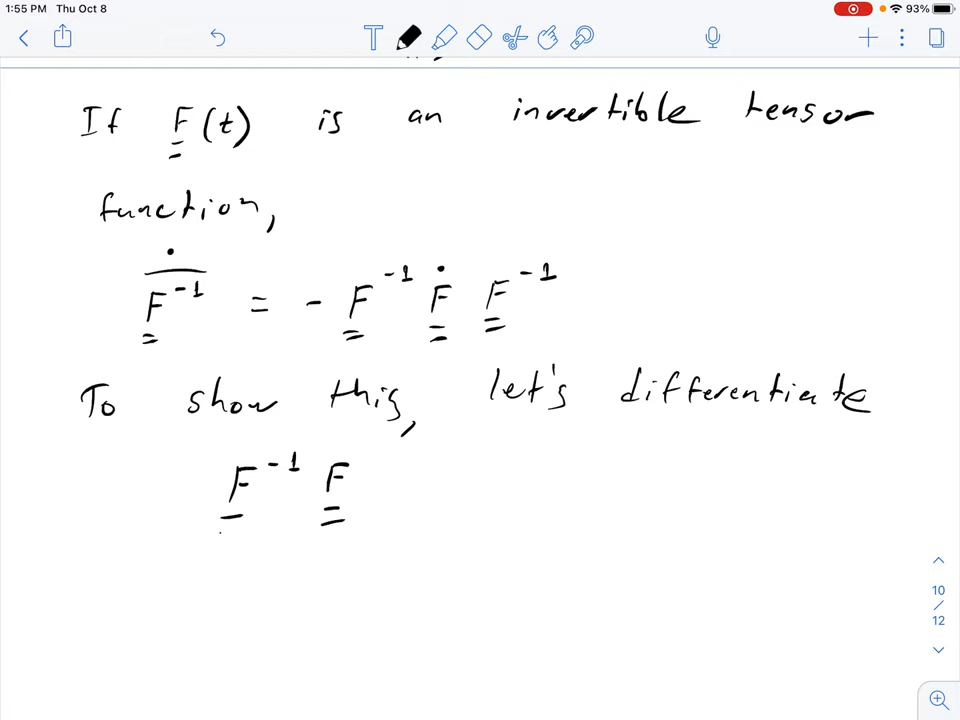 1:55 PM Thu Oct 8
93%
If F(t) is an invertible tensor
function,
F⁻¹ = - F⁻¹ Ḟ F⁻¹
To show this, let's differentiate
F⁻¹ F
10
/
12